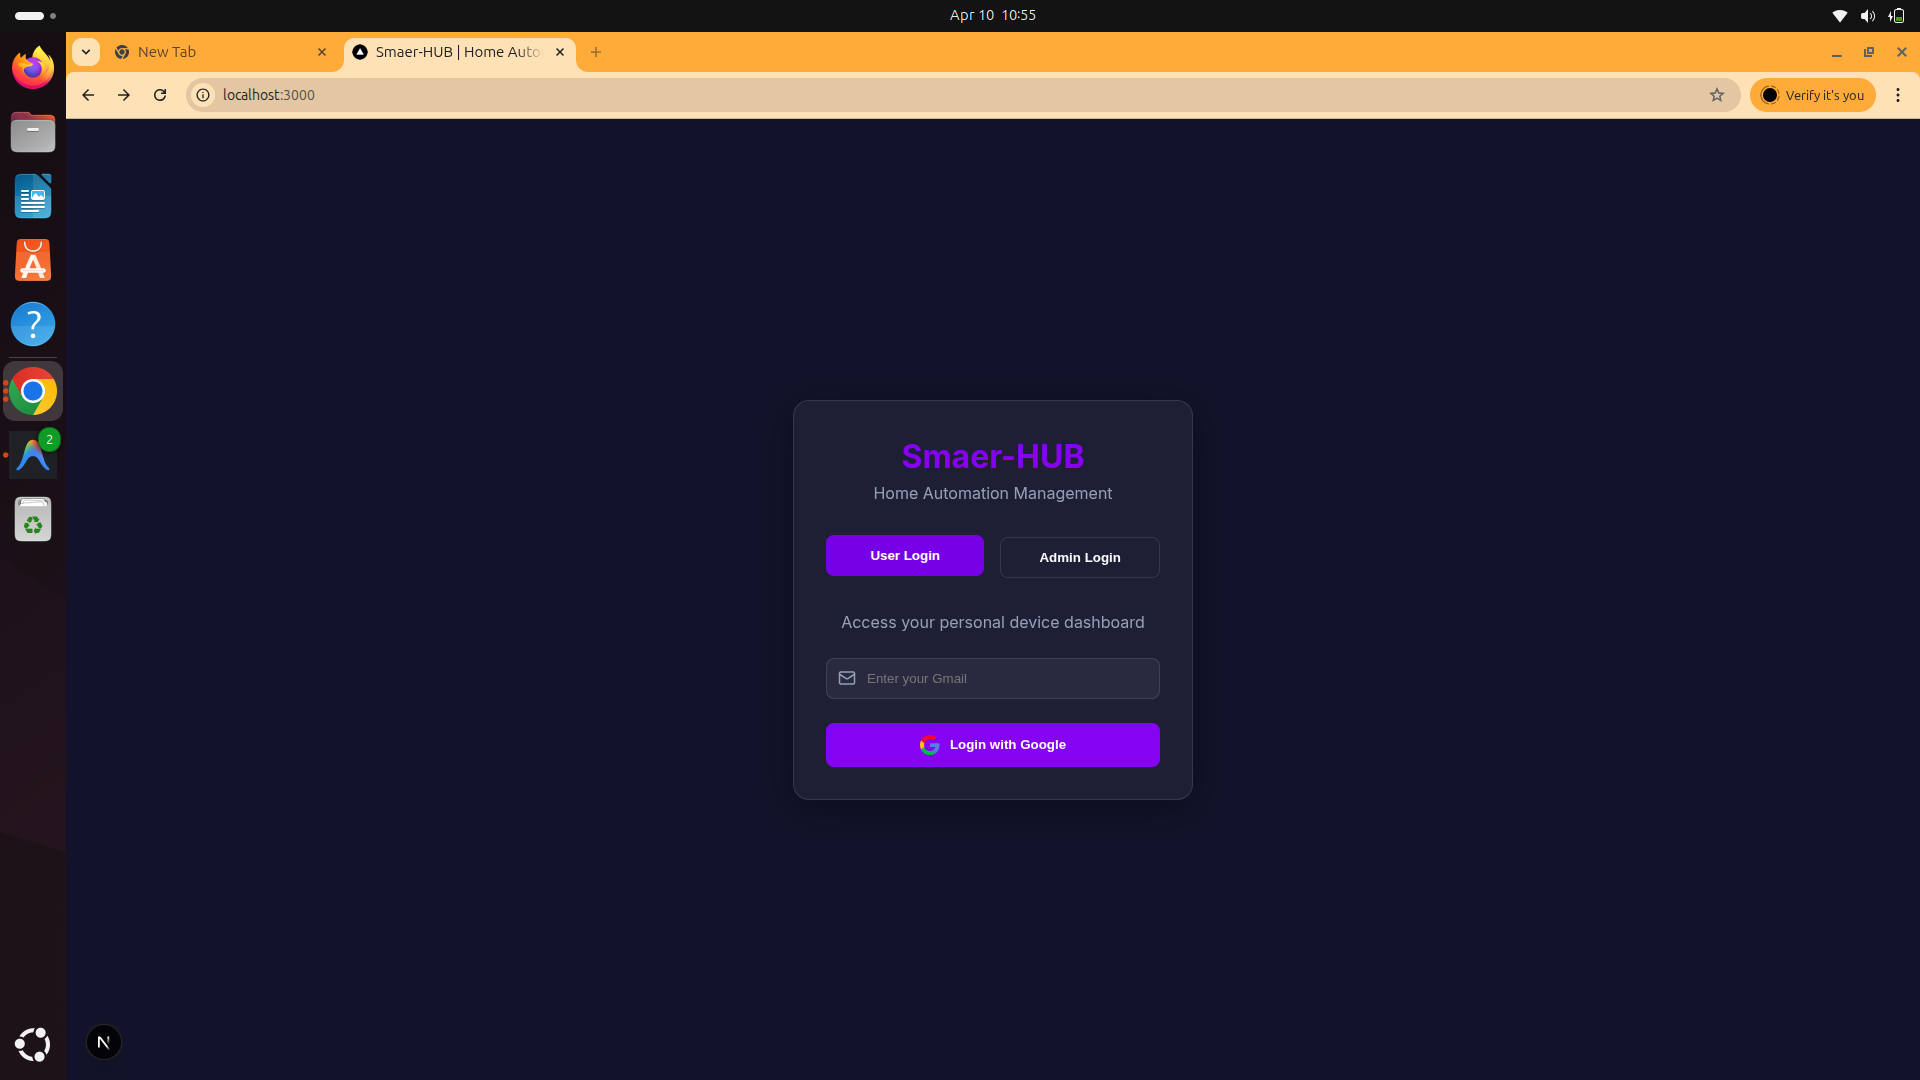 Apr 10 10:55
New Tab
Smaer-HUB | Home Auto
localhost:3000
Verify it's you
2
Smaer-HUB
Home Automation Management
User Login
Admin Login
Access your personal device dashboard
Enter your Gmail
Login with Google
N